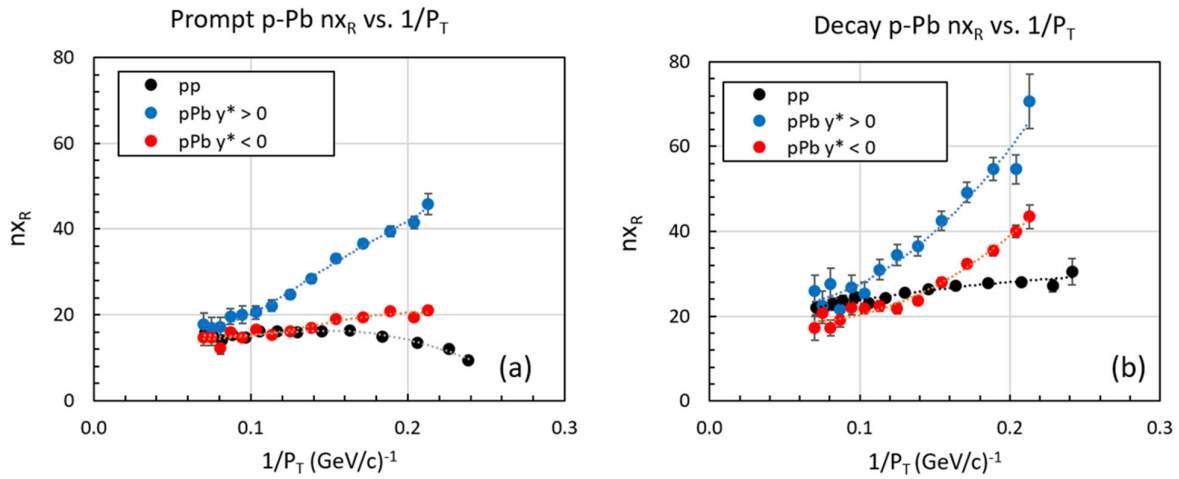 Prompt p-Pb nxR vs. 1/PT
80
60
40
20
0
nxR
pp
pPb y* > 0
pPb y* < 0
(a)
0.0 0.1 0.2 0.3
1/PT (GeV/c)-1
Decay p-Pb nxR vs. 1/PT
80
60
40
20
0
nxR
pp
pPb y* > 0
pPb y* < 0
(b)
0.0 0.1 0.2 0.3
1/PT (GeV/c)-1